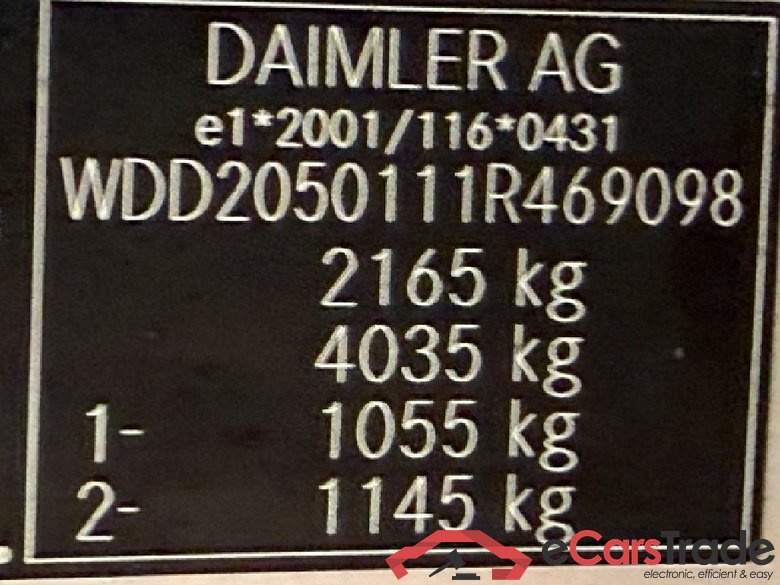 DAIMLER AG
e1*2001/116*0431
WDD2050111R469098
2165 kg
4035 kg
1- 1055 kg
2- 1145 kg
eCarsTrade
electronic, efficient & easy